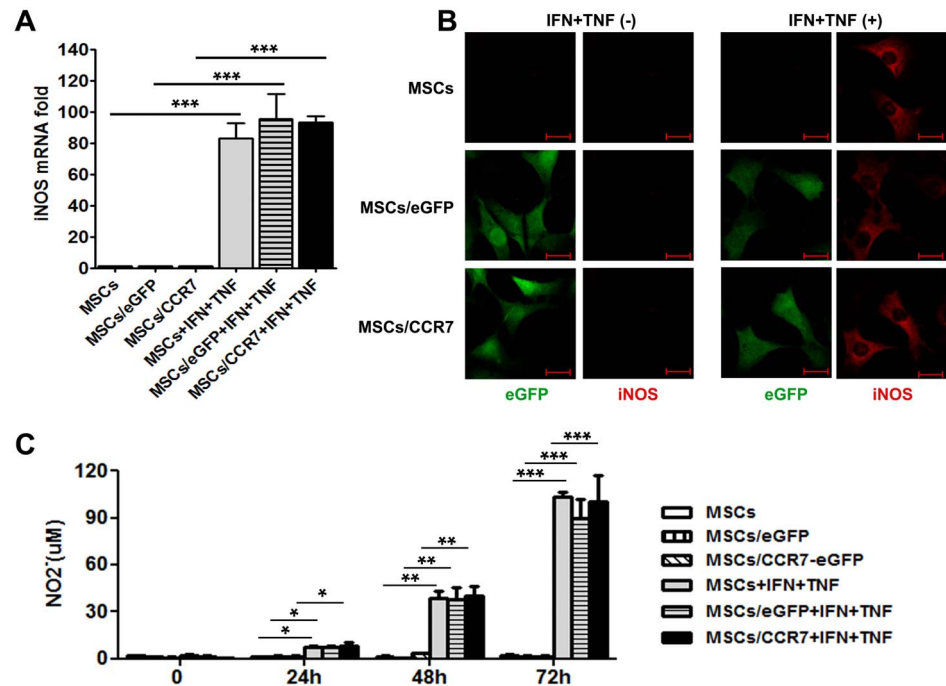 A
***
***
***
iNOS mRNA fold
140
120
100
80
60
40
20
0
MSCs
MSCs/eGFP
MSCs/CCR7
MSCs+IFN+TNF
MSCs/eGFP+IFN+TNF
MSCs/CCR7+IFN+TNF
B
IFN+TNF (-) IFN+TNF (+)
MSCs
MSCs/eGFP
MSCs/CCR7
eGFP iNOS eGFP iNOS
C
NO2-(uM)
120
90
60
30
0
* * *
** ** **
*** *** ***
0 24h 48h 72h
MSCs
MSCs/eGFP
MSCs/CCR7-eGFP
MSCs+IFN+TNF
MSCs/eGFP+IFN+TNF
MSCs/CCR7+IFN+TNF